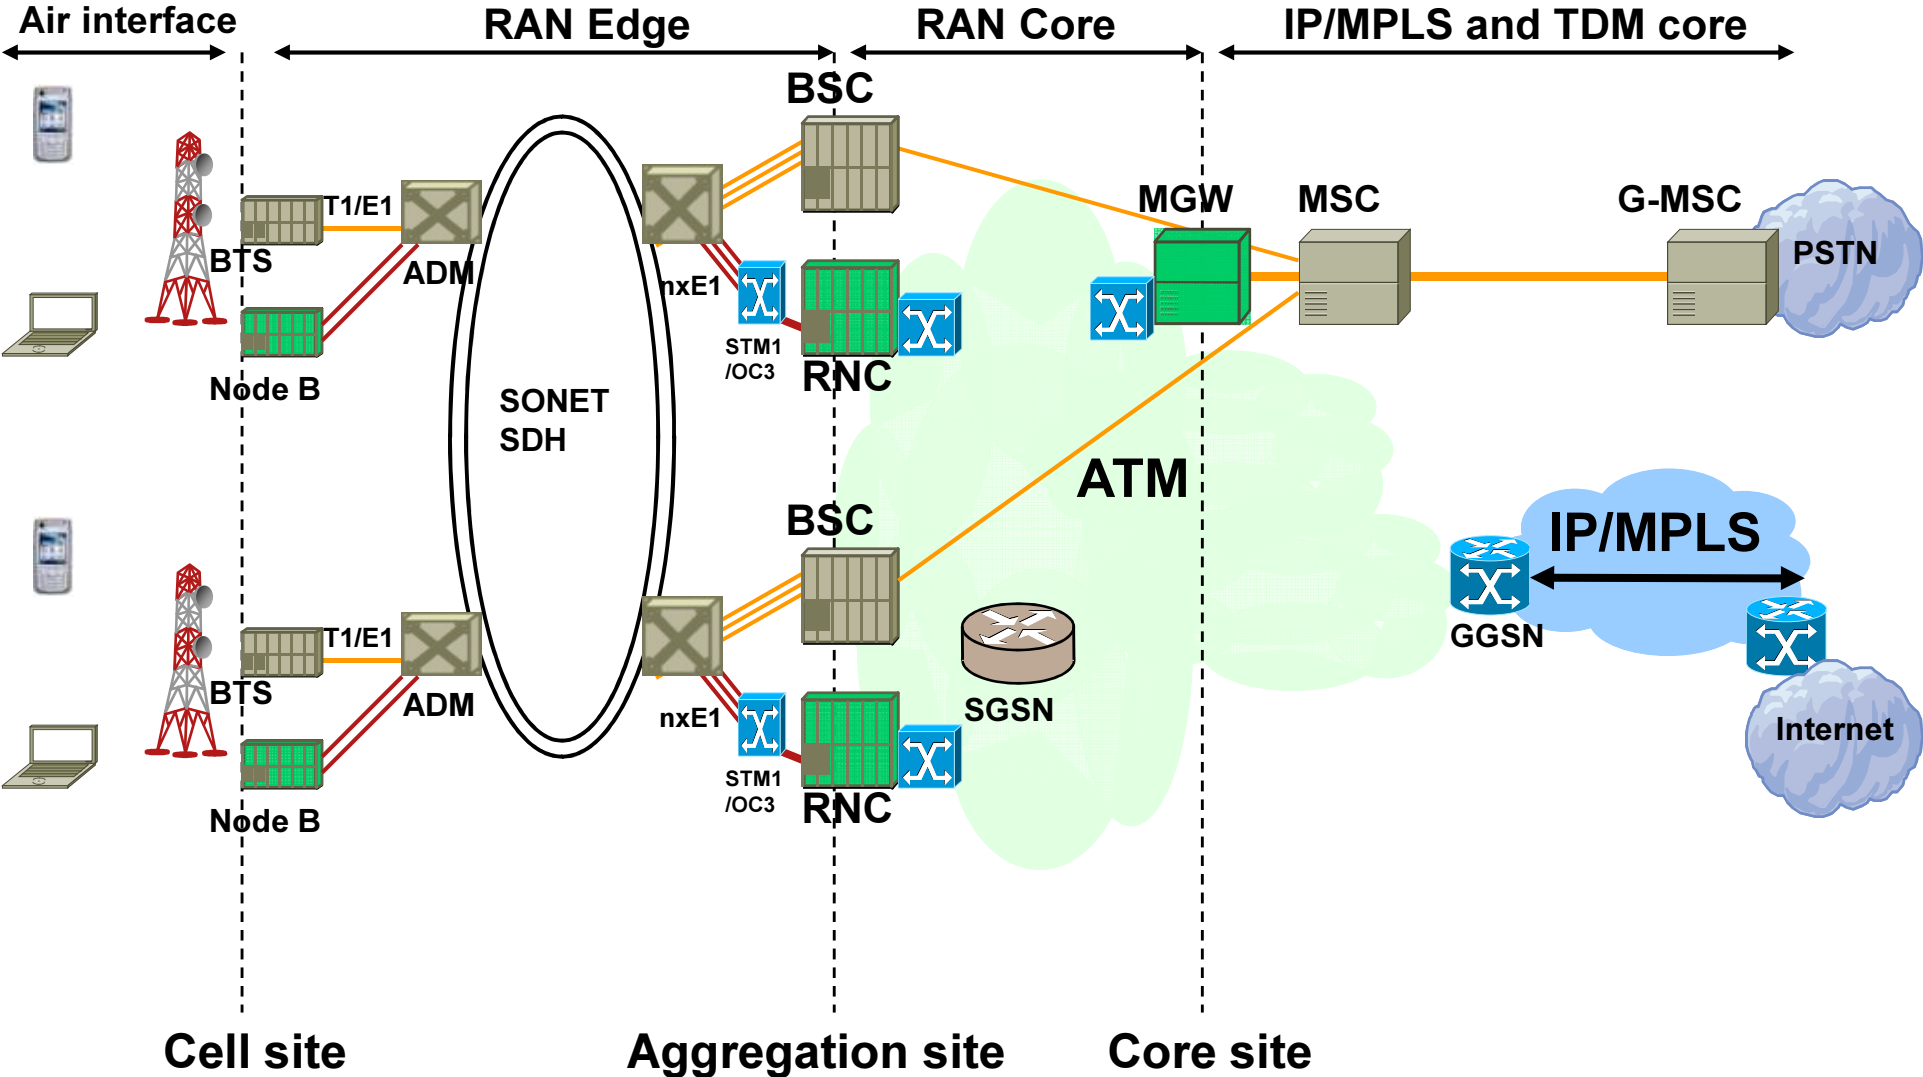 Air interface
RAN Edge
RAN Core
IP/MPLS and TDM core
BSC
T1/E1
BTS
ADM
Node B
SONET
SDH
nxE1
STM1
/OC3
RNC
MGW
MSC
G-MSC
PSTN
ATM
BSC
T1/E1
BTS
ADM
Node B
nxE1
STM1
/OC3
RNC
SGSN
IP/MPLS
GGSN
Internet
Cell site
Aggregation site
Core site